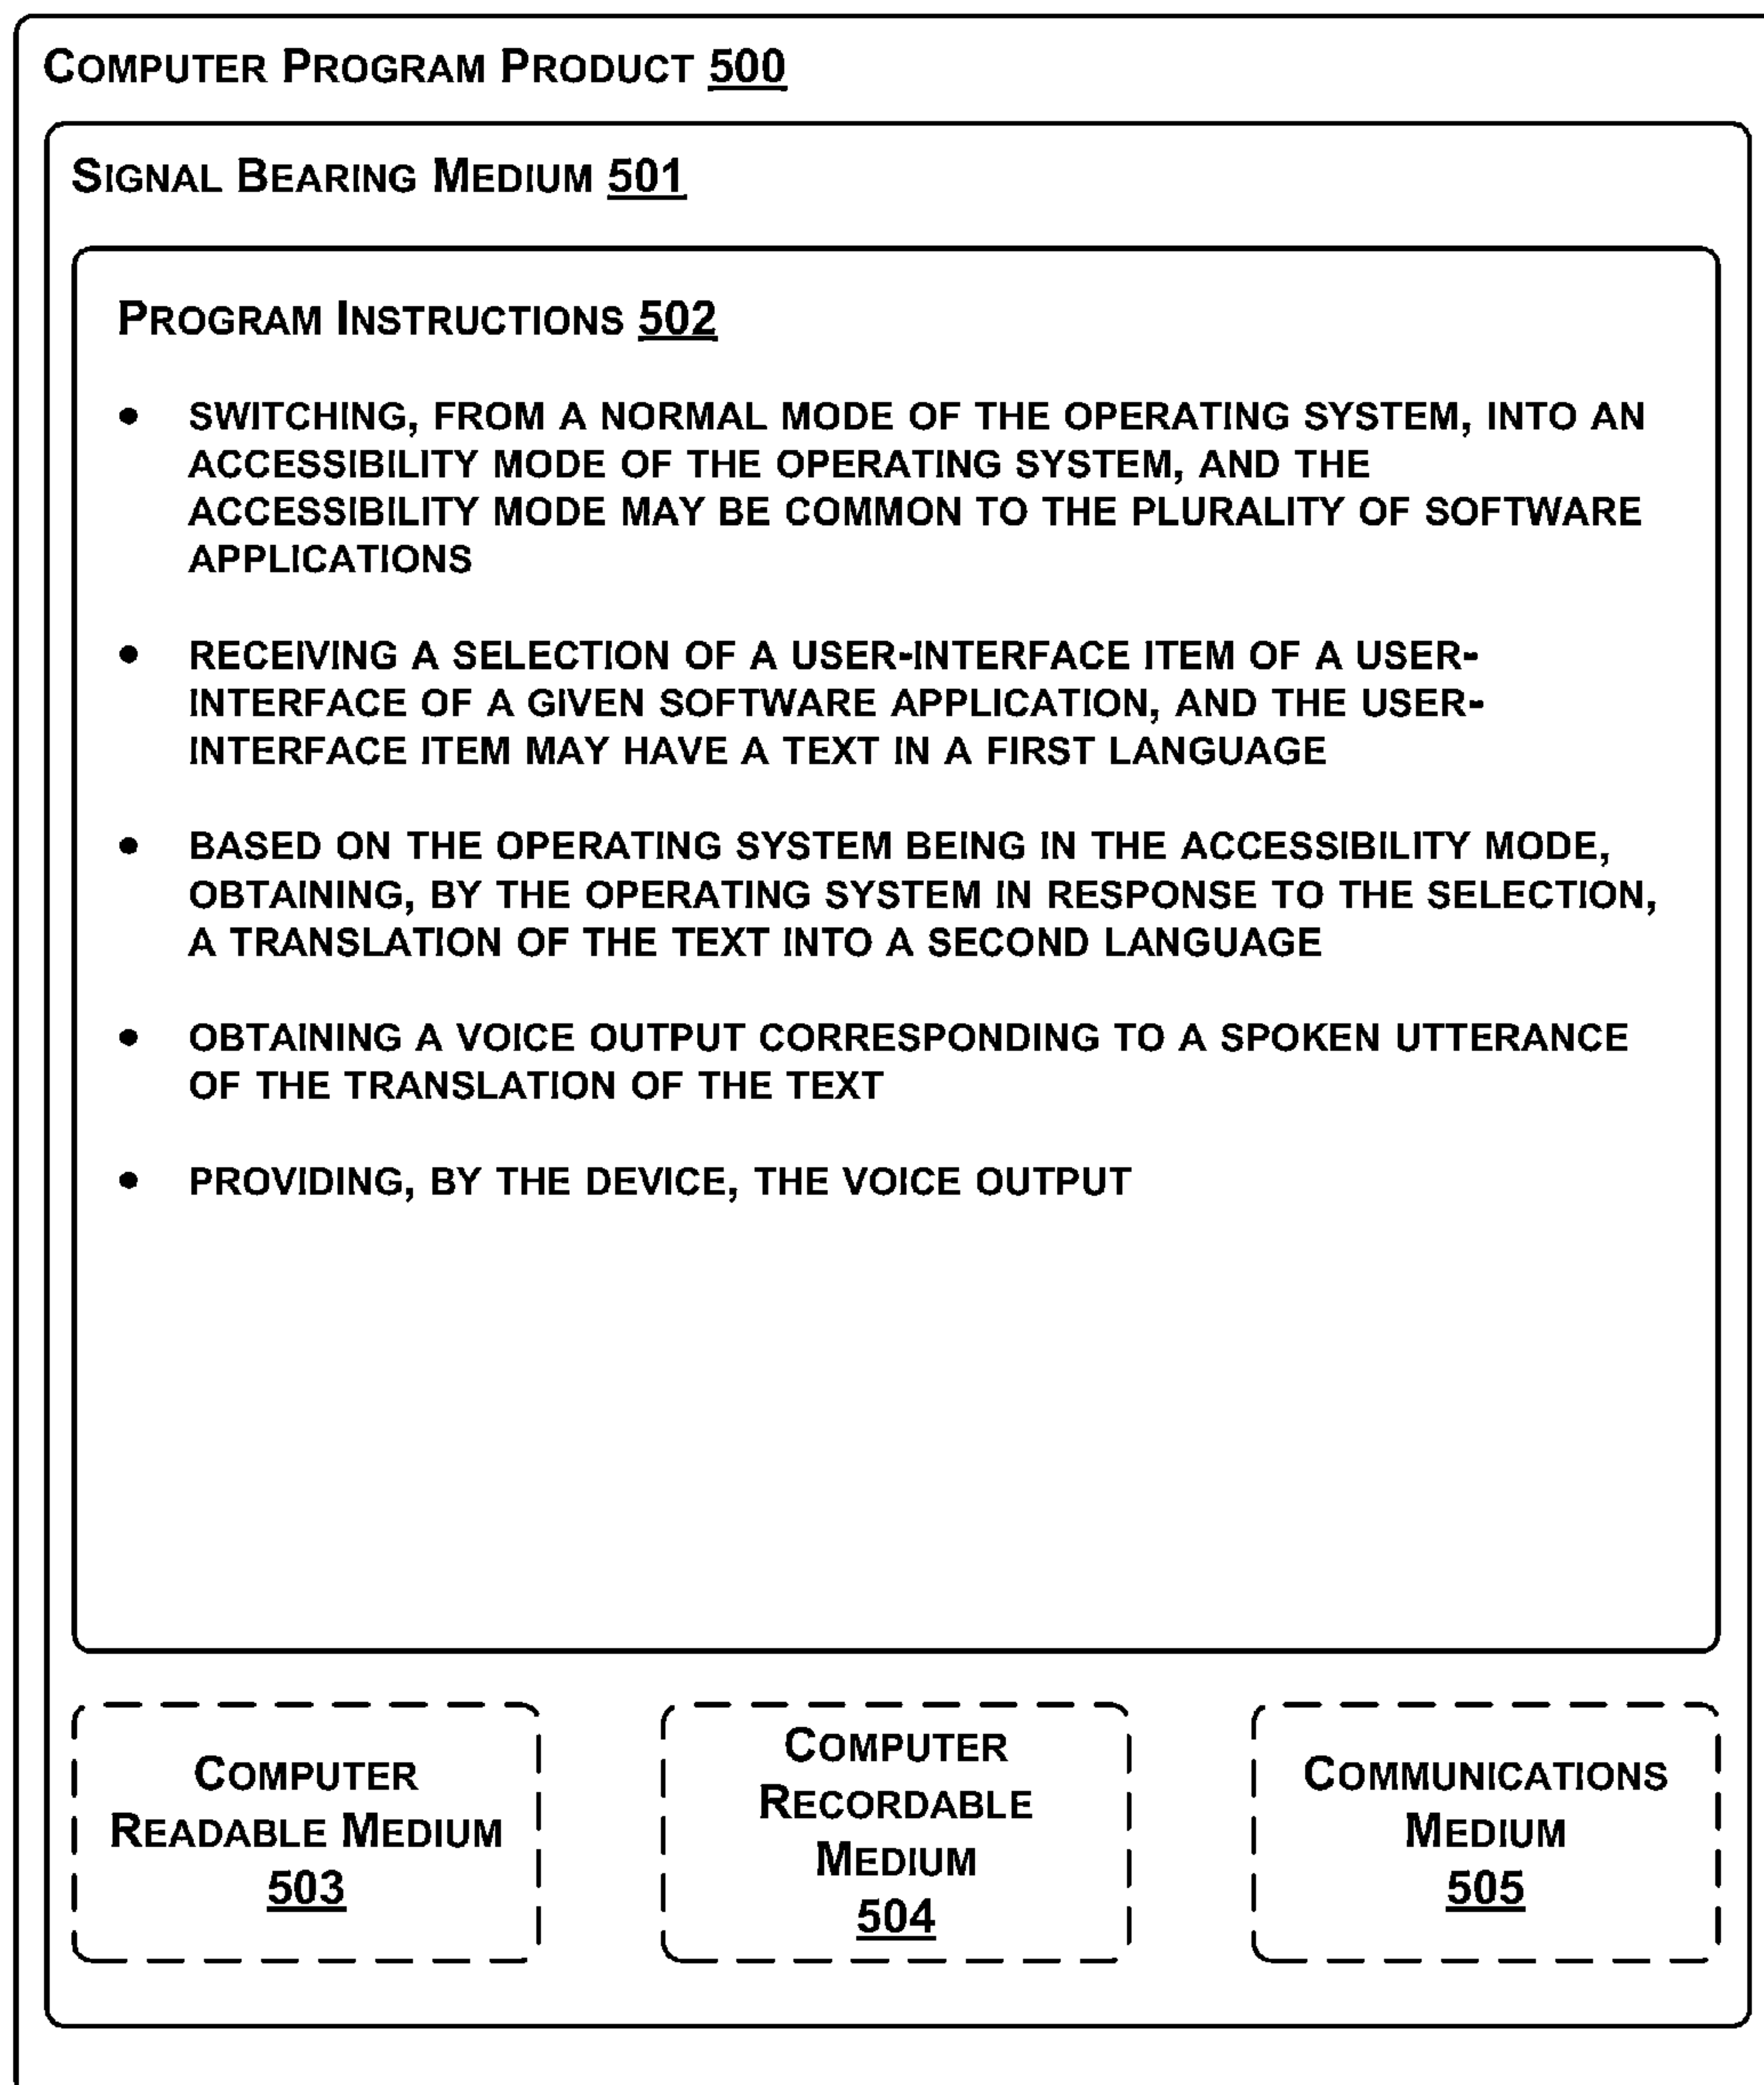 COMPUTER PROGRAM PRODUCT 500
SIGNAL BEARING MEDIUM 501
PROGRAM INSTRUCTIONS 502
• SWITCHING, FROM A NORMAL MODE OF THE OPERATING SYSTEM, INTO AN
ACCESSIBILITY MODE OF THE OPERATING SYSTEM, AND THE
ACCESSIBILITY MODE MAY BE COMMON TO THE PLURALITY OF SOFTWARE
APPLICATIONS
• RECEIVING A SELECTION OF A USER-INTERFACE ITEM OF A USER-
INTERFACE OF A GIVEN SOFTWARE APPLICATION, AND THE USER-
INTERFACE ITEM MAY HAVE A TEXT IN A FIRST LANGUAGE
• BASED ON THE OPERATING SYSTEM BEING IN THE ACCESSIBILITY MODE,
OBTAINING, BY THE OPERATING SYSTEM IN RESPONSE TO THE SELECTION,
A TRANSLATION OF THE TEXT INTO A SECOND LANGUAGE
• OBTAINING A VOICE OUTPUT CORRESPONDING TO A SPOKEN UTTERANCE
OF THE TRANSLATION OF THE TEXT
• PROVIDING, BY THE DEVICE, THE VOICE OUTPUT
COMPUTER
READABLE MEDIUM
503
COMPUTER
RECORDABLE
MEDIUM
504
COMMUNICATIONS
MEDIUM
505